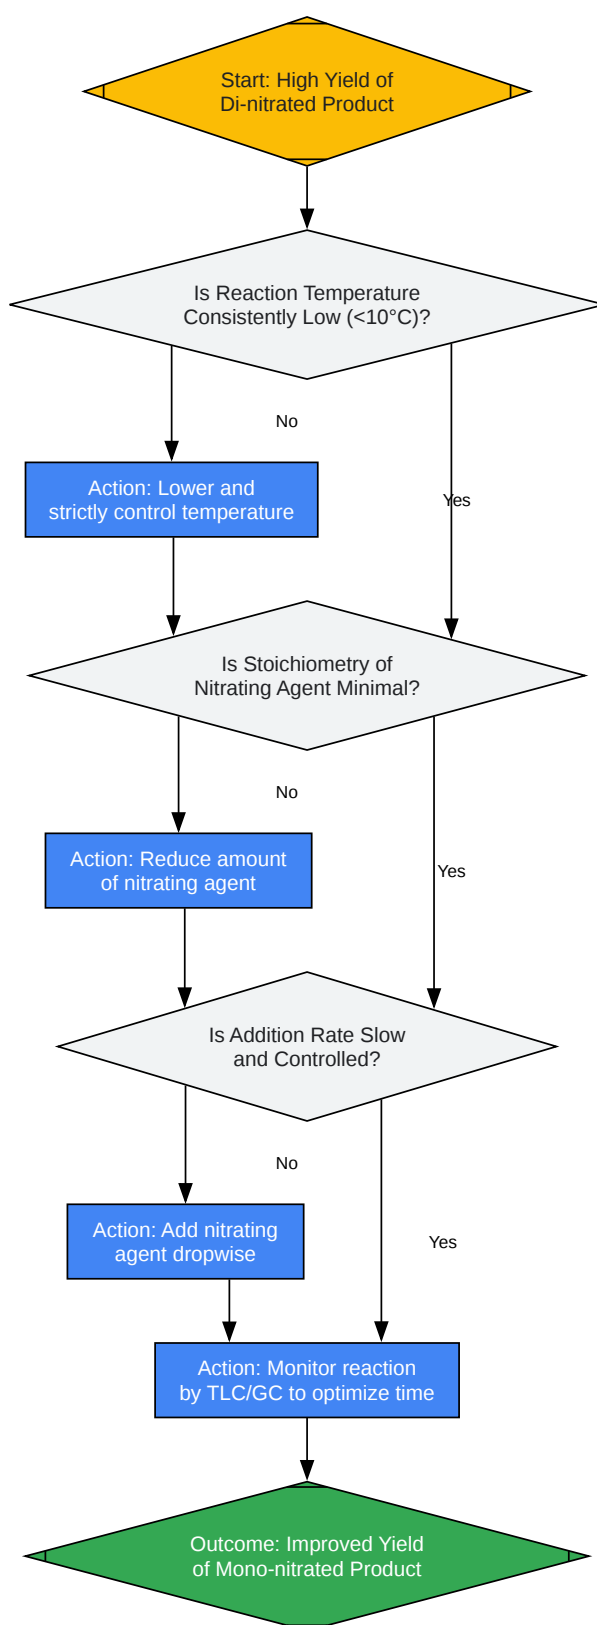 Start: High Yield of
Di-nitrated Product
Is Reaction Temperature
Consistently Low (<10°C)?
No
Action: Lower and
strictly control temperature
Yes
Is Stoichiometry of
Nitrating Agent Minimal?
No
Action: Reduce amount
of nitrating agent
Yes
Is Addition Rate Slow
and Controlled?
No
Action: Add nitrating
agent dropwise
Yes
Action: Monitor reaction
by TLC/GC to optimize time
Outcome: Improved Yield
of Mono-nitrated Product